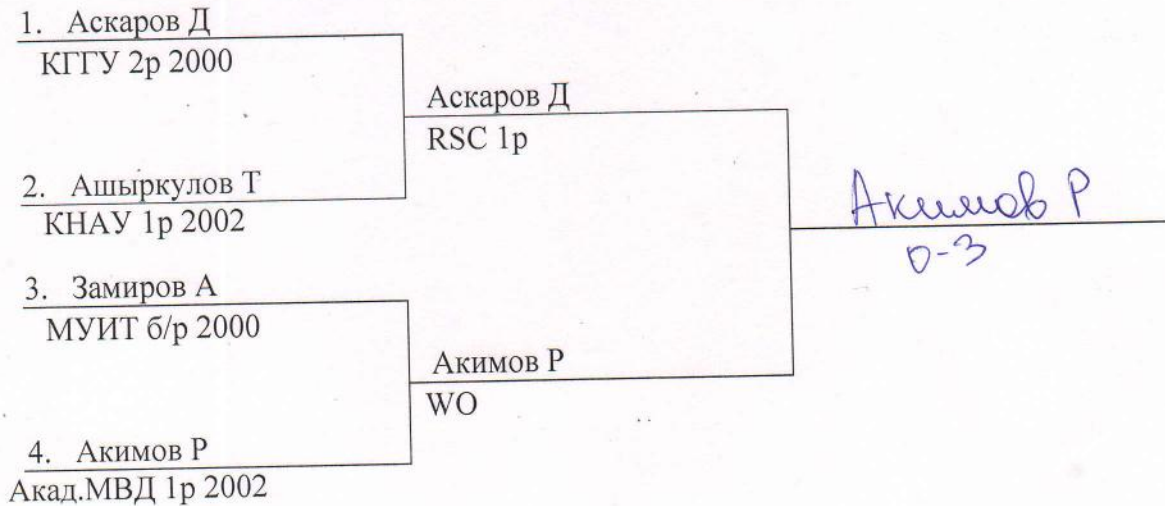 1. Аскаров Д
КГТУ 2р 2000
Аскаров Д
RSC 1р
2. Ашыркулов Т
КНАУ 1р 2002
Акимов Р
0-3
3. Замиров А
МУИТ б/р 2000
Акимов Р
WO
4. Акимов Р
Акад.МВД 1р 2002